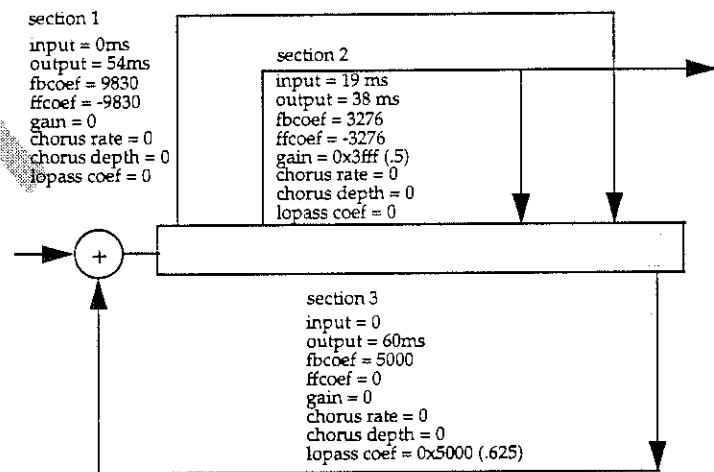 section 1
input = 0ms
output = 54ms
fbcoef = 9830
ffcoef = -9830
gain = 0
chorus rate = 0
chorus depth = 0
lopass coef = 0
section 2
input = 19 ms
output = 38 ms
fbcoef = 3276
ffcoef = -3276
gain = 0x3fff (.5)
chorus rate = 0
chorus depth = 0
lopass coef = 0
+
section 3
input = 0
output = 60ms
fbcoef = 5000
ffcoef = 0
gain = 0
chorus rate = 0
chorus depth = 0
lopass coef = 0x5000 (.625)